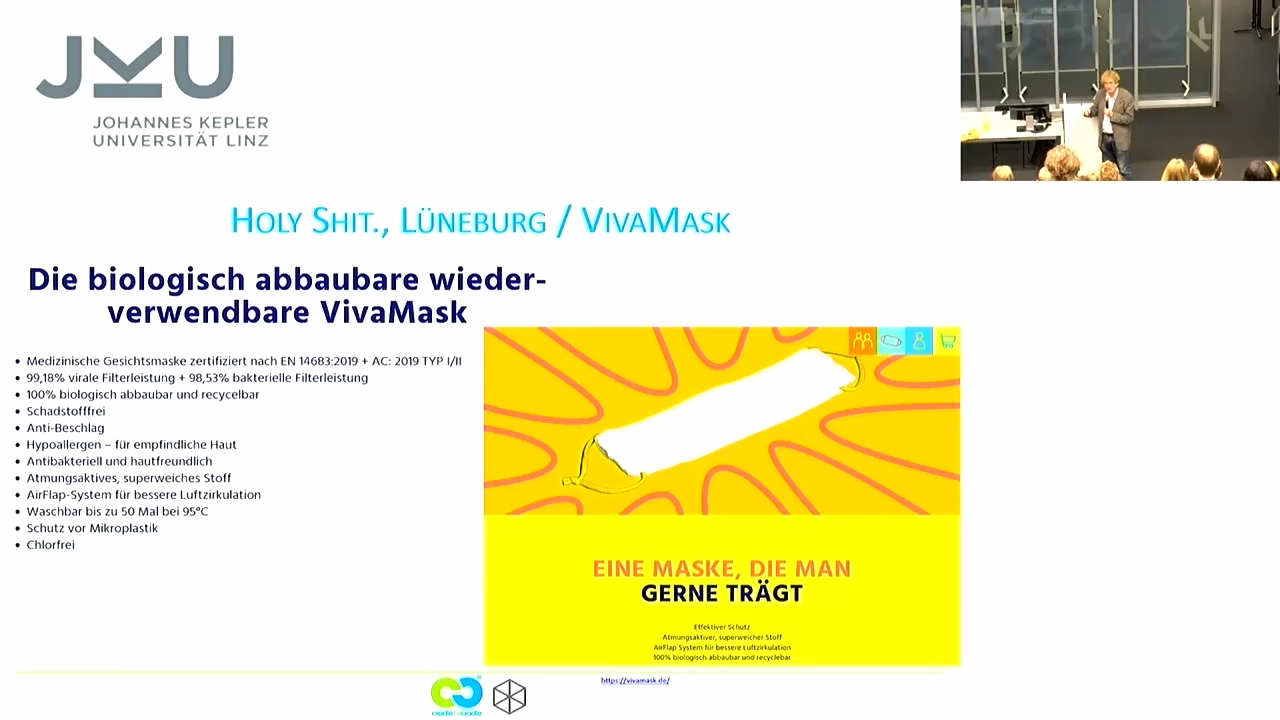 JKU
JOHANNES KEPLER
UNIVERSITÄT LINZ
HOLY SHIT., LÜNEBURG / VIVAMASK
Die biologisch abbaubare wieder-
verwendbare VivaMask
• Medizinische Gesichtsmaske zertifiziert nach EN 14683:2019 + AC: 2019 TYP I/II
• 99,18% virale Filterleistung + 98,53% bakterielle Filterleistung
• 100% biologisch abbaubar und recycelbar
• Schadstofffrei
• Anti-Beschlag
• Hypoallergen – für empfindliche Haut
• Antibakteriell und hautfreundlich
• Atmungsaktives, superweiches Stoff
• AirFlap-System für bessere Luftzirkulation
• Waschbar bis zu 50 Mal bei 95°C
• Schutz vor Mikroplastik
• Chlorfrei
EINE MASKE, DIE MAN
GERNE TRÄGT
Effektiver Schutz
Atmungsaktiver, superweicher Stoff
AirFlap System für bessere Luftzirkulation
100% biologisch abbaubar und recyclebar
https://vivamask.de/
cradle to cradle